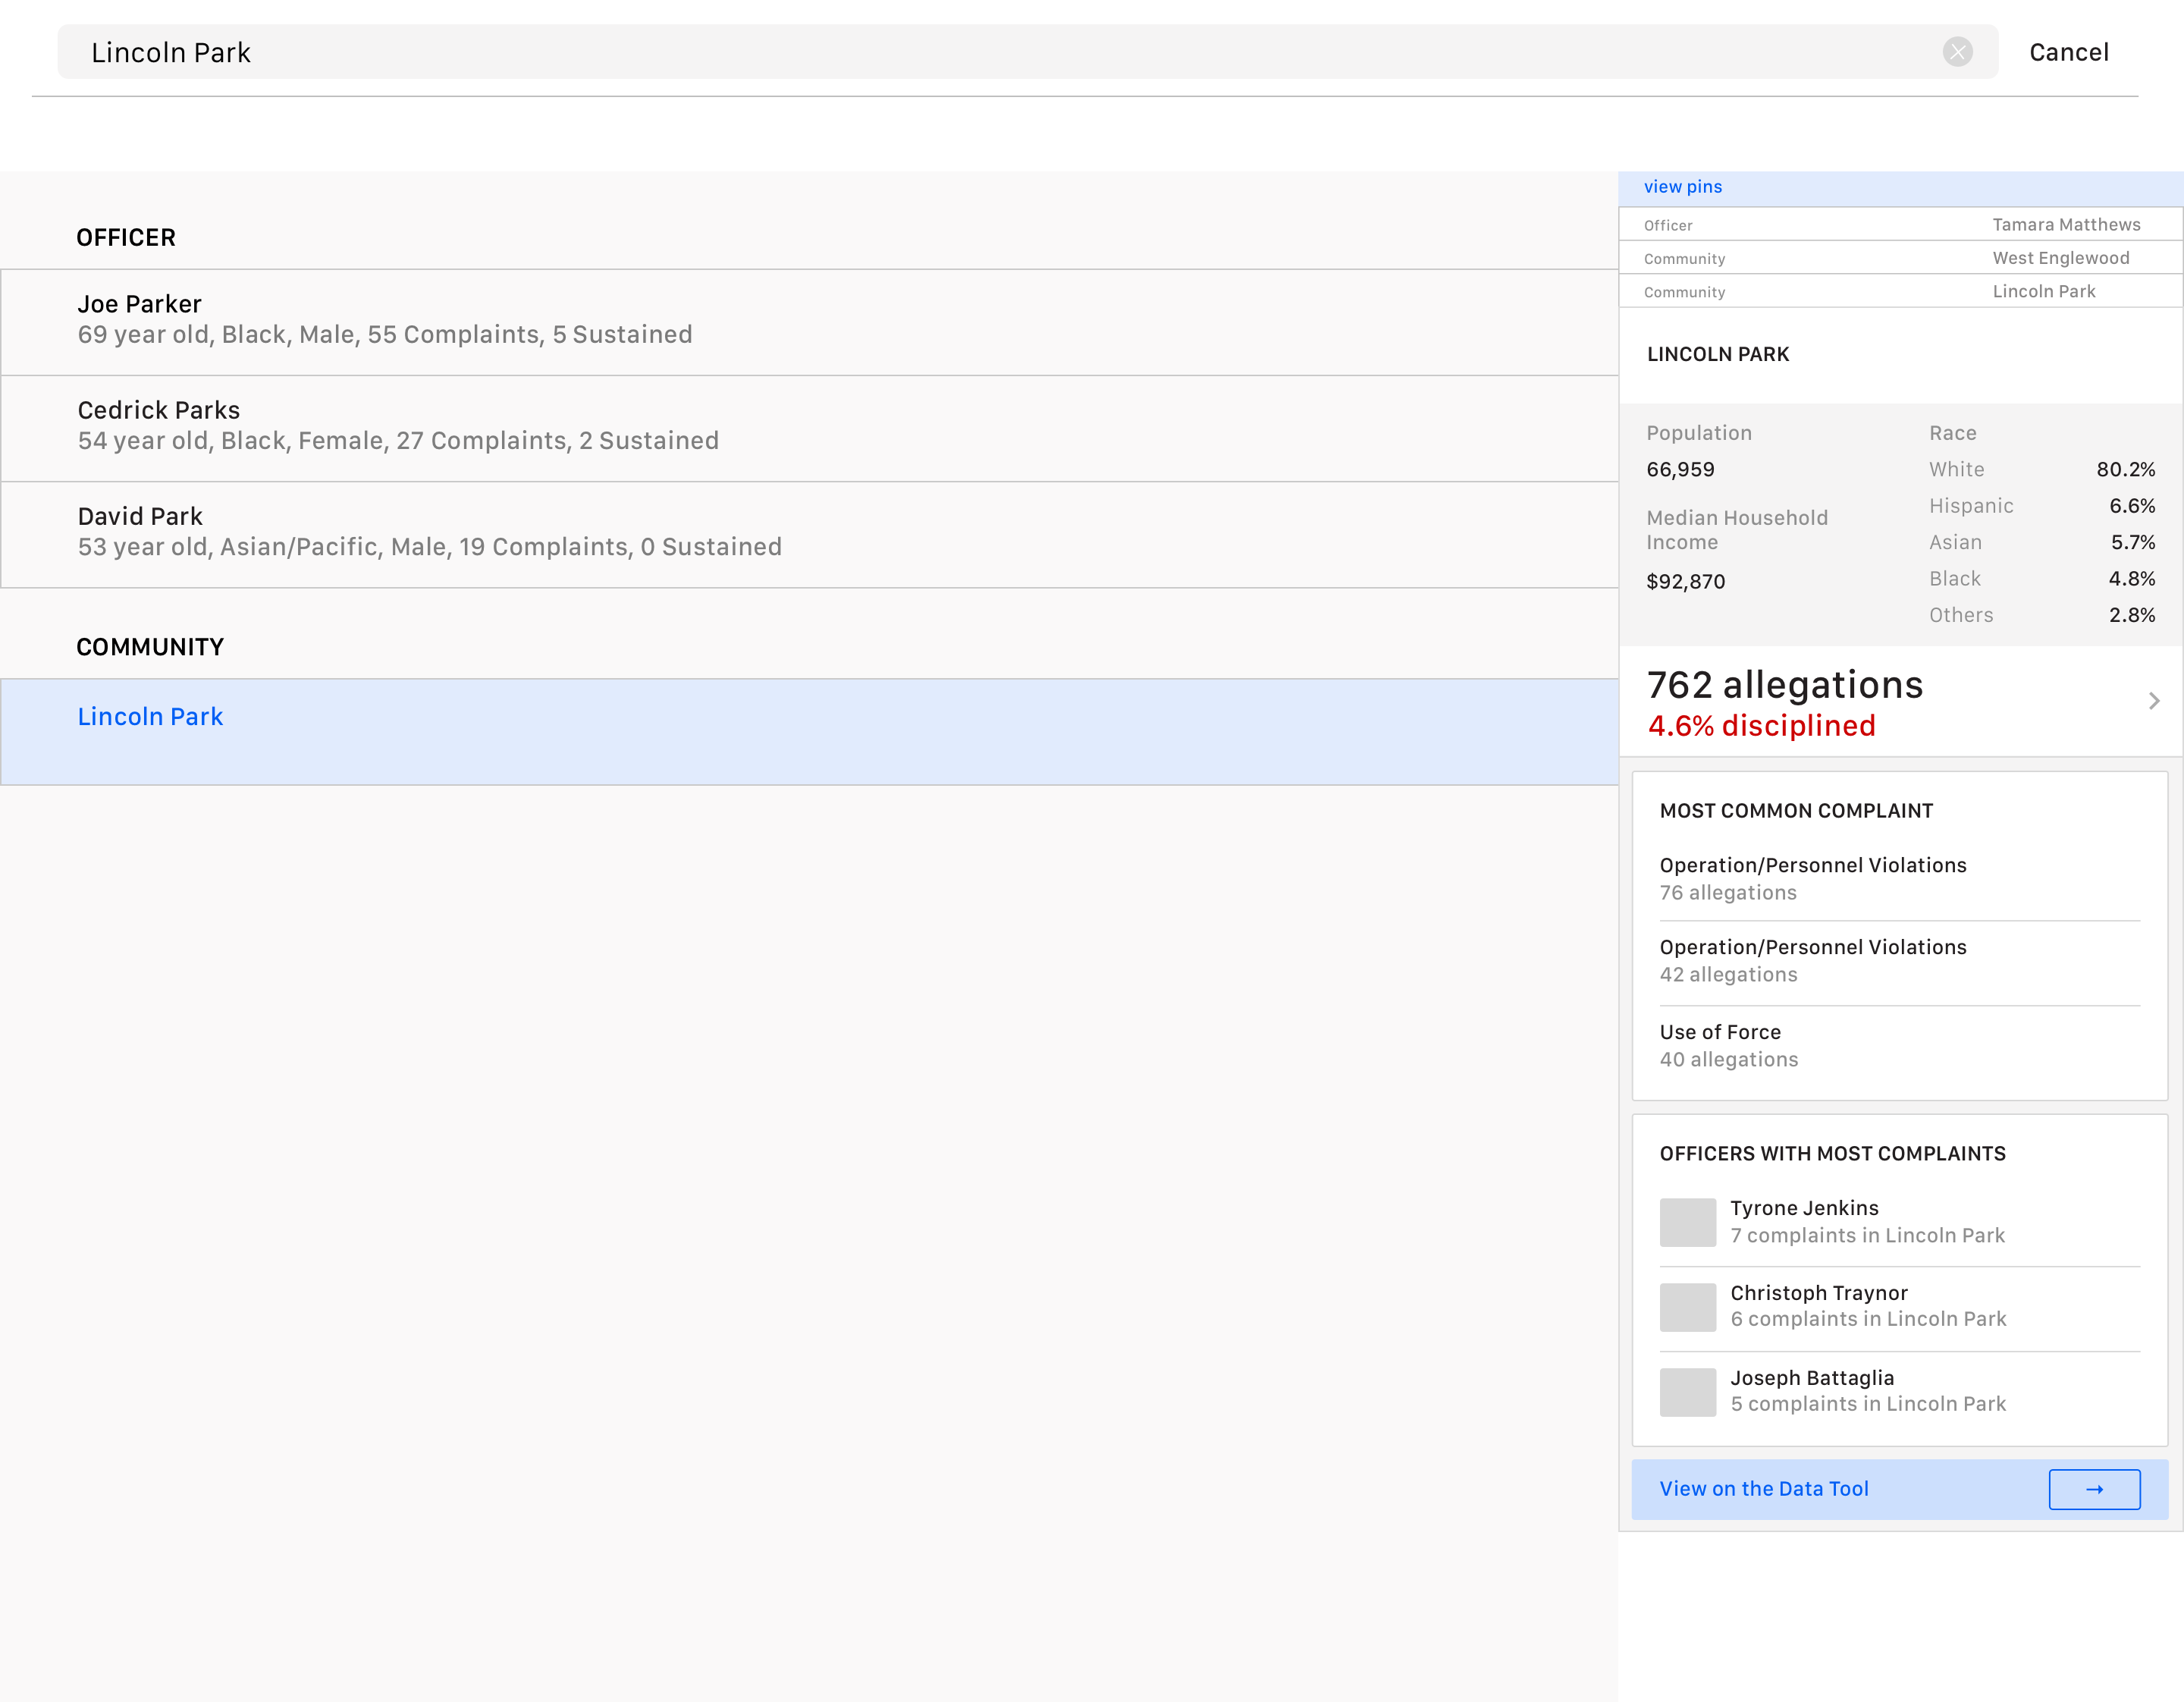 Lincoln Park
Cancel
OFFICER
Joe Parker
69 year old, Black, Male, 55 Complaints, 5 Sustained
Cedrick Parks
54 year old, Black, Female, 27 Complaints, 2 Sustained
David Park
53 year old, Asian/Pacific, Male, 19 Complaints, 0 Sustained
COMMUNITY
Lincoln Park
view pins
Officer Tamara Matthews
Community West Englewood
Community Lincoln Park
LINCOLN PARK
Population
66,959
Median Household
Income
$92,870
Race
White 80.2%
Hispanic 6.6%
Asian 5.7%
Black 4.8%
Others 2.8%
762 allegations
4.6% disciplined
MOST COMMON COMPLAINT
Operation/Personnel Violations
76 allegations
Operation/Personnel Violations
42 allegations
Use of Force
40 allegations
OFFICERS WITH MOST COMPLAINTS
Tyrone Jenkins
7 complaints in Lincoln Park
Christoph Traynor
6 complaints in Lincoln Park
Joseph Battaglia
5 complaints in Lincoln Park
View on the Data Tool →